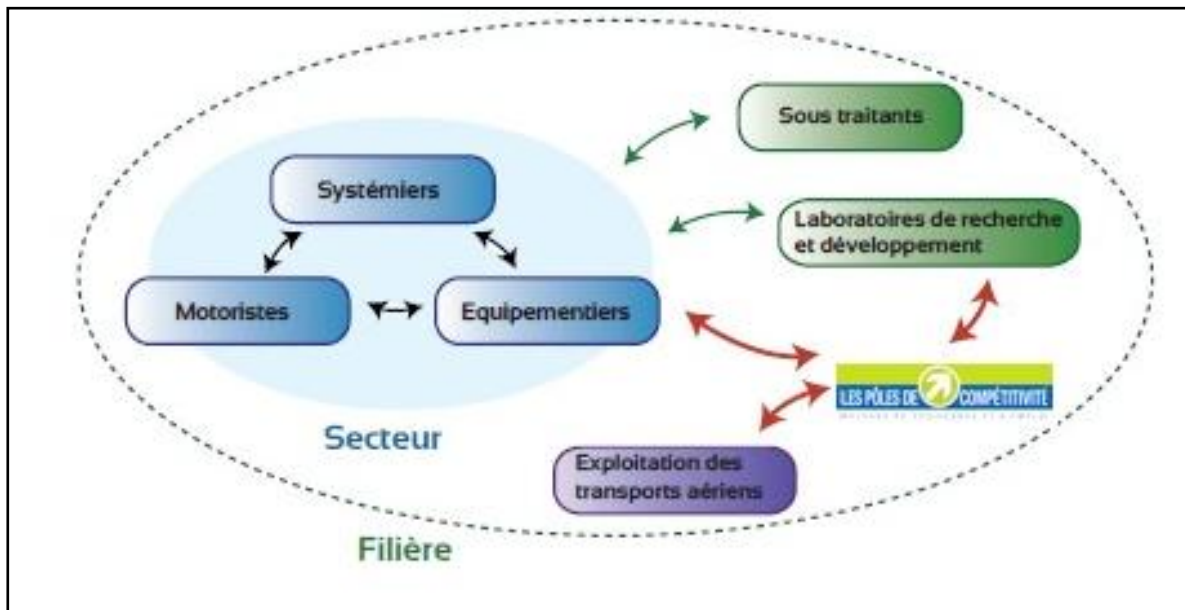 Sous traitants
Systémiers
Laboratoires de recherche
et développement
Motoristes
Equipementiers
LES PÔLES DE COMPÉTITIVITÉ
Secteur
Exploitation des
transports aériens
Filière